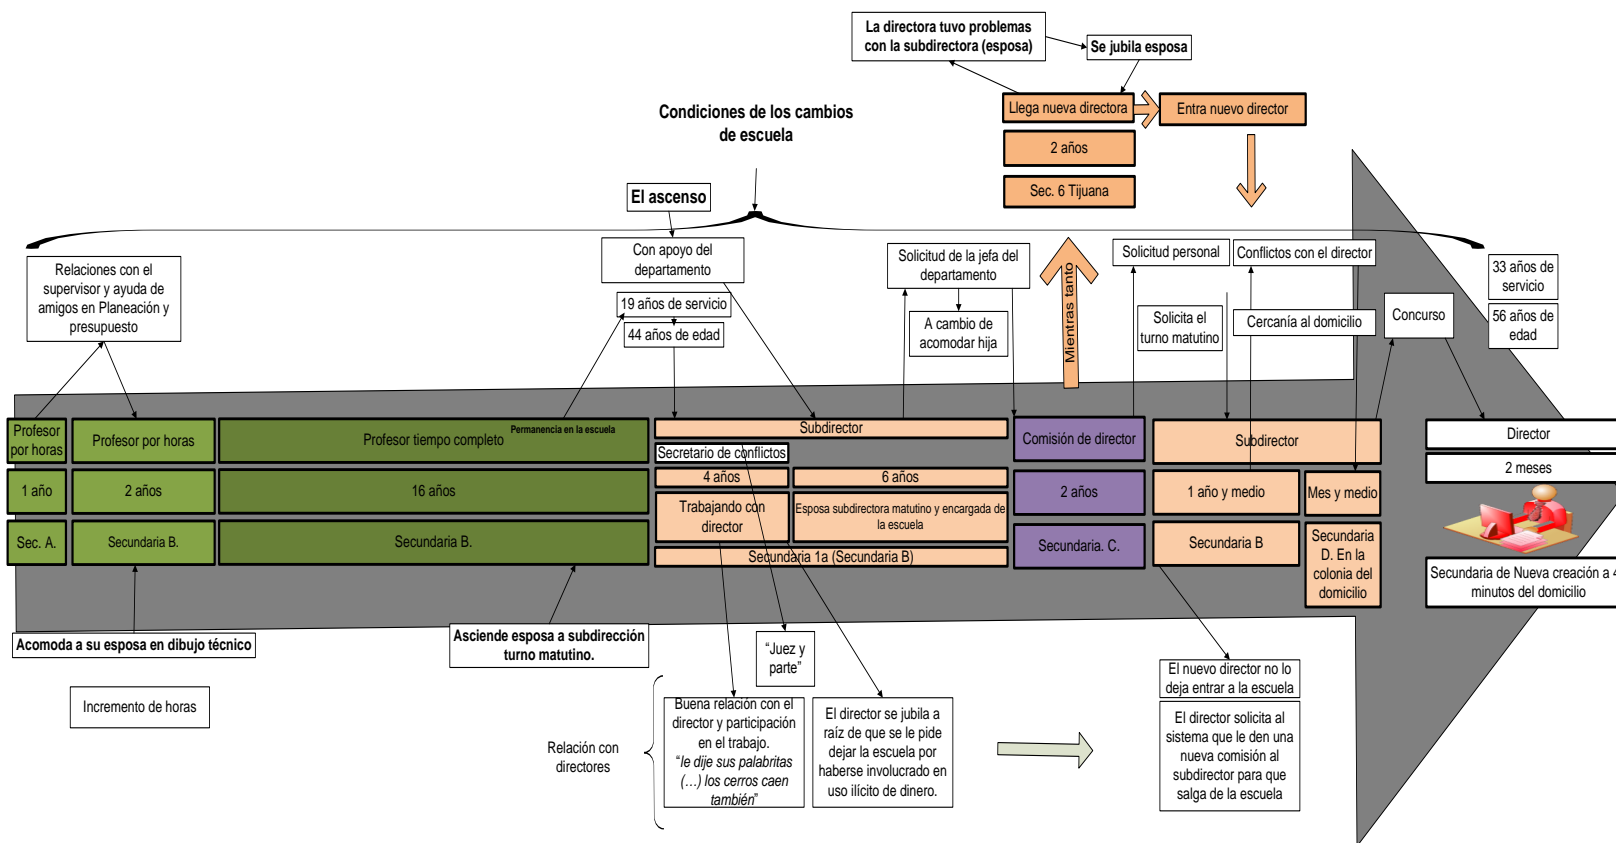 La directora tuvo problemas
con la subdirectora (esposa)
Se jubila esposa
Llega nueva directora
Entra nuevo director
2 años
Sec. 6 Tijuana
Condiciones de los cambios
de escuela
El ascenso
Relaciones con el
supervisor y ayuda de
amigos en Planeación y
presupuesto
Con apoyo del
departamento
19 años de servicio
44 años de edad
Solicitud de la jefa del
departamento
A cambio de
acomodar hija
Mientras tanto
Solicitud personal
Solicita el
turno matutino
Conflictos con el director
Cercanía al domicilio
Concurso
33 años de
servicio
56 años de
edad
Profesor
por horas
Profesor por horas
Profesor tiempo completo
Permanencia en la escuela
Subdirector
Secretario de conflictos
Comisión de director
Subdirector
Director
1 año
2 años
16 años
4 años
6 años
2 años
1 año y medio
Mes y medio
2 meses
Trabajando con
director
Esposa subdirectora matutino y encargada de
la escuela
Sec. A.
Secundaria B.
Secundaria B.
Secundaria 1a (Secundaria B)
Secundaria. C.
Secundaria B
Secundaria
D. En la
colonia del
domicilio
Secundaria de Nueva creación a 4
minutos del domicilio
Acomoda a su esposa en dibujo técnico
Asciende esposa a subdirección
turno matutino.
Incremento de horas
“Juez y
parte”
Relación con
directores
Buena relación con el
director y participación
en el trabajo.
“le dije sus palabritas
(…) los cerros caen
también”
El director se jubila a
raíz de que se le pide
dejar la escuela por
haberse involucrado en
uso ilícito de dinero.
El nuevo director no lo
deja entrar a la escuela
El director solicita al
sistema que le den una
nueva comisión al
subdirector para que
salga de la escuela